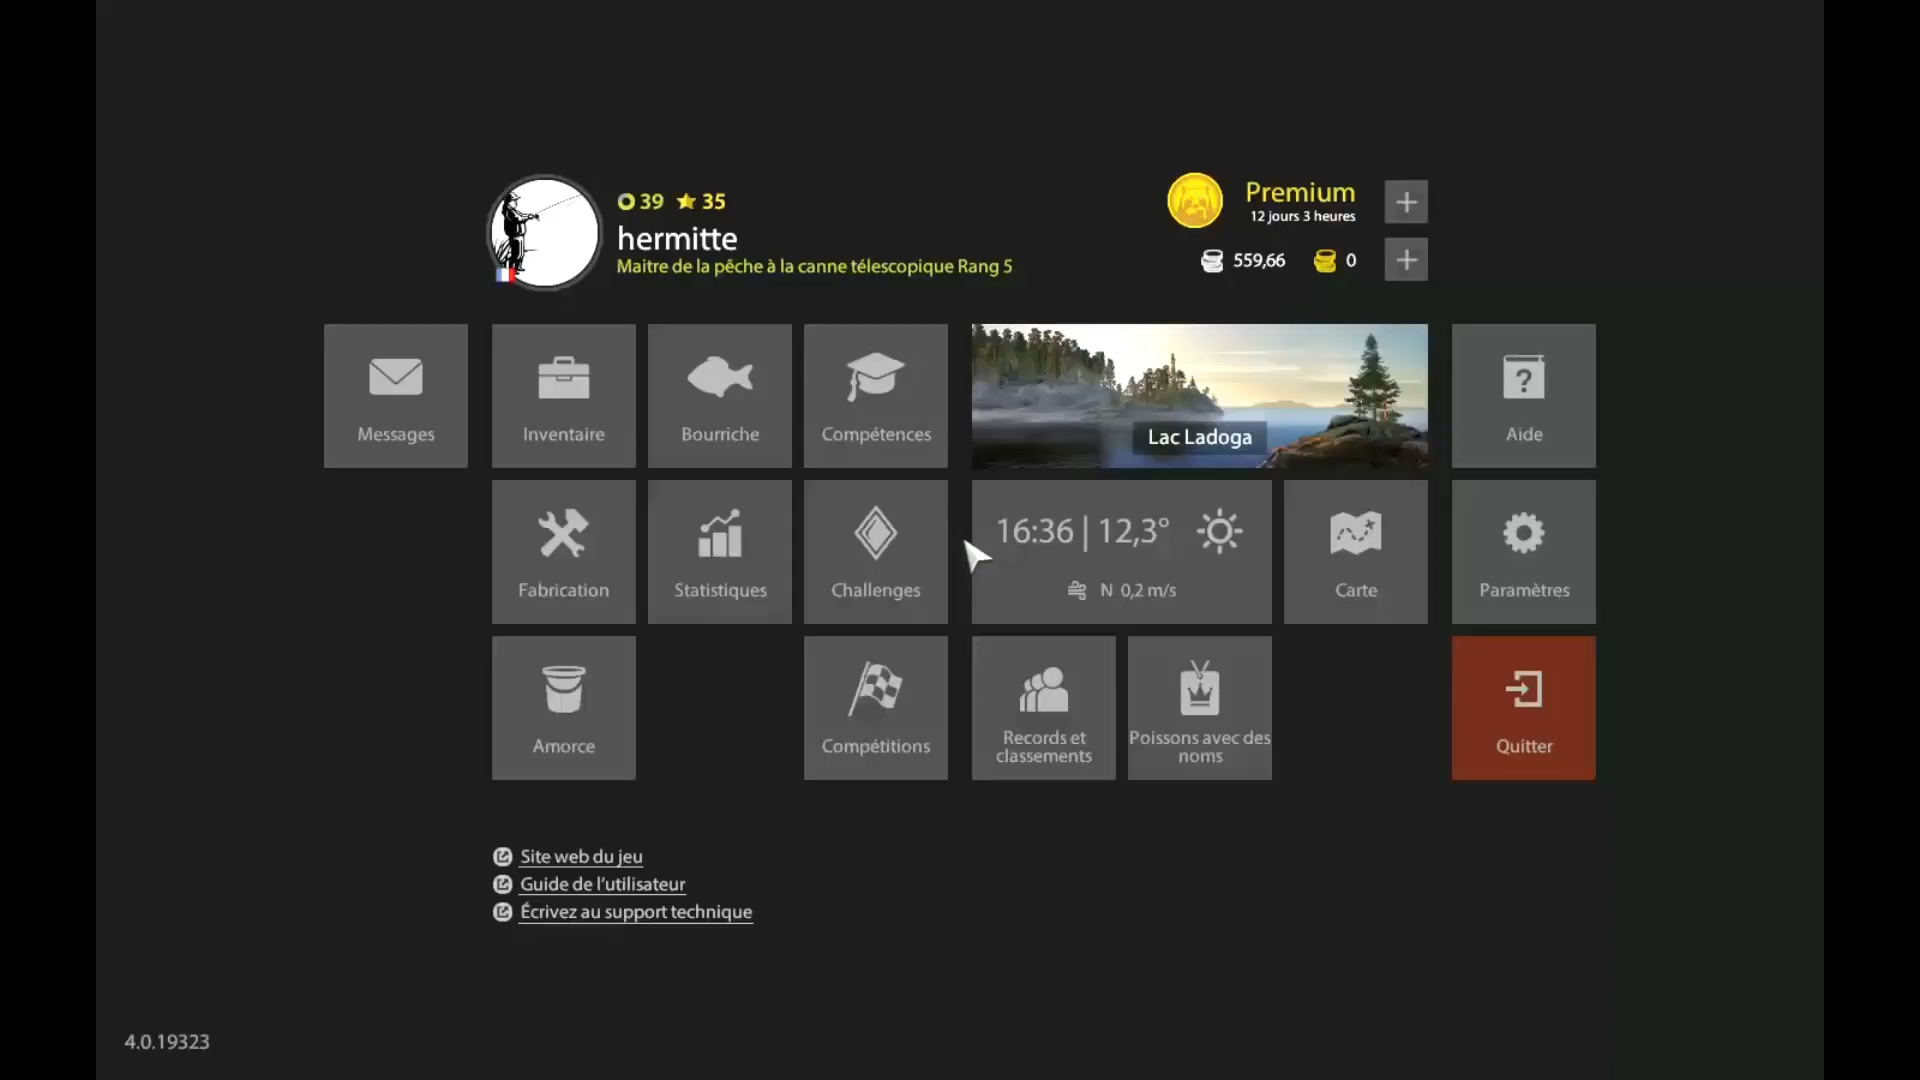 39 35
hermitte
Maitre de la pêche à la canne télescopique Rang 5
Premium
12 jours 3 heures
559,66 0
Messages
Inventaire
Bourriche
Compétences
Lac Ladoga
Aide
Fabrication
Statistiques
Challenges
16:36 | 12,3°
N 0,2 m/s
Carte
Paramètres
Amorce
Compétitions
Records et
classements
Poissons avec des
noms
Quitter
Site web du jeu
Guide de l'utilisateur
Écrivez au support technique
4.0.19323